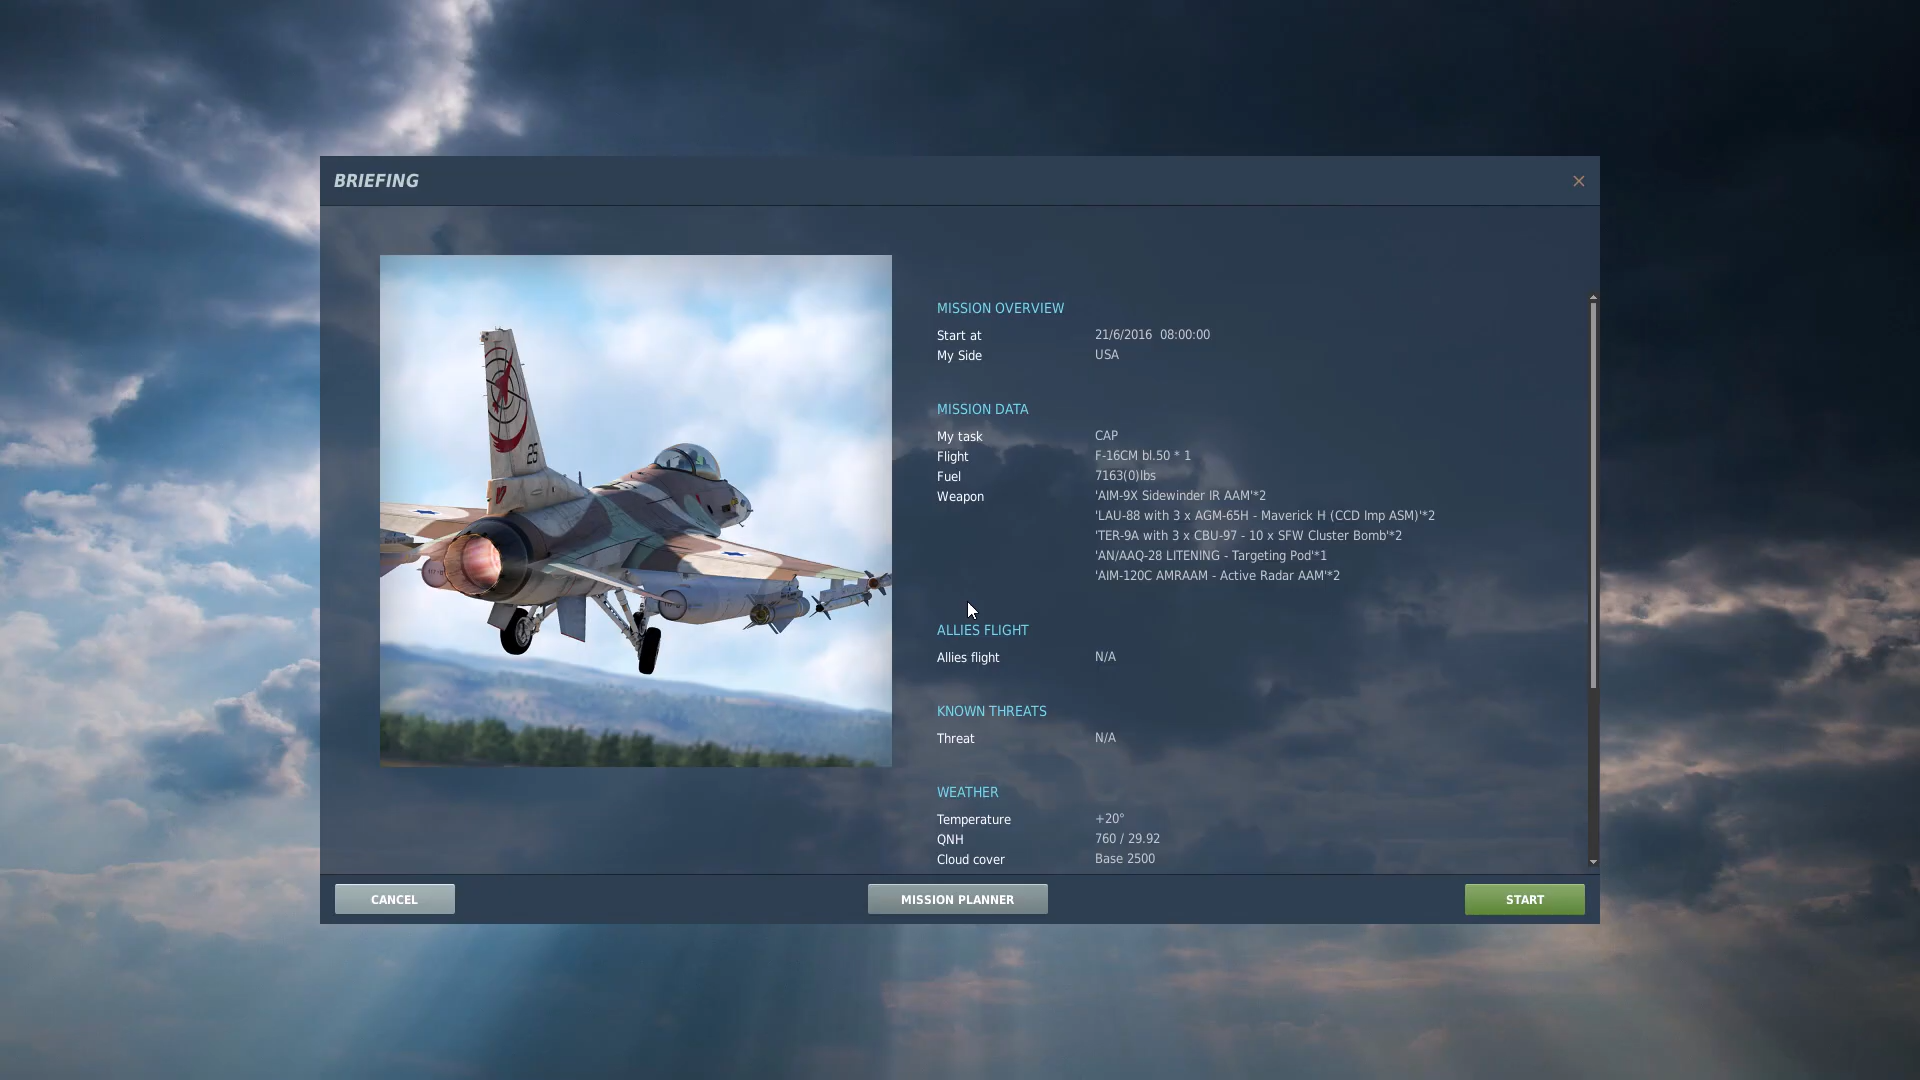 BRIEFING
MISSION OVERVIEW
Start at 21/6/2016 08:00:00
My Side USA
MISSION DATA
My task CAP
Flight F-16CM bl.50 * 1
Fuel 7163(0)lbs
Weapon 'AIM-9X Sidewinder IR AAM'*2
'LAU-88 with 3 x AGM-65H - Maverick H (CCD Imp ASM)'*2
'TER-9A with 3 x CBU-97 - 10 x SFW Cluster Bomb'*2
'AN/AAQ-28 LITENING - Targeting Pod'*1
'AIM-120C AMRAAM - Active Radar AAM'*2
ALLIES FLIGHT
Allies flight N/A
KNOWN THREATS
Threat N/A
WEATHER
Temperature +20°
QNH 760 / 29.92
Cloud cover Base 2500
CANCEL
MISSION PLANNER
START
25